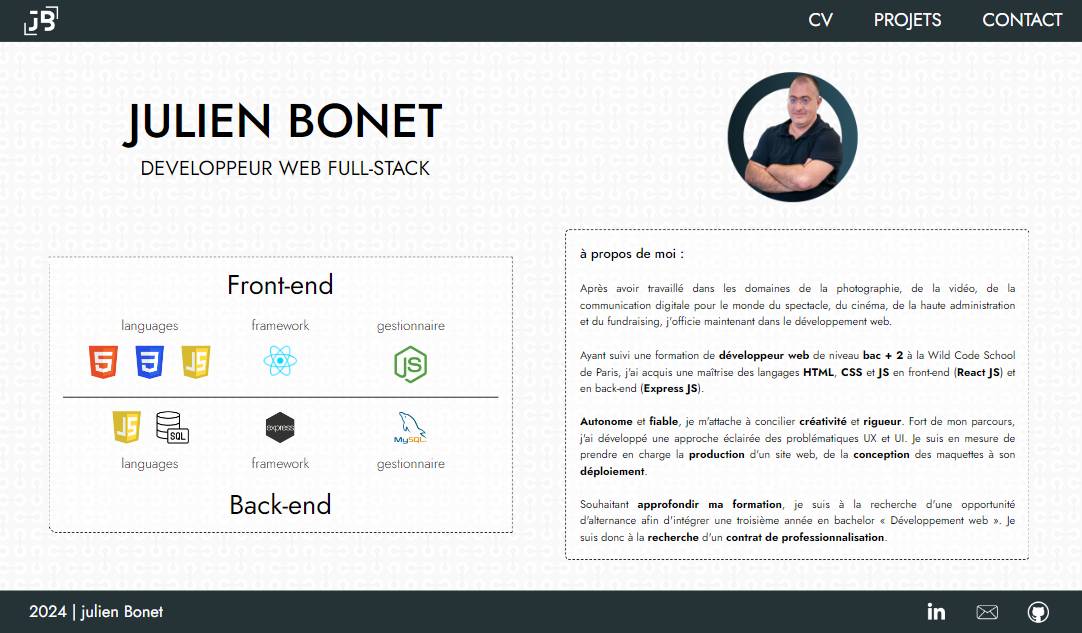 JB
CV PROJETS CONTACT
JULIEN BONET
DEVELOPPEUR WEB FULL-STACK
Front-end
languages framework gestionnaire
5 3 JS JS
JS SQL express MySQL
languages framework gestionnaire
Back-end
à propos de moi :
Après avoir travaillé dans les domaines de la photographie, de la vidéo, de la
communication digitale pour le monde du spectacle, du cinéma, de la haute administration
et du fundraising, j'officie maintenant dans le développement web.
Ayant suivi une formation de développeur web de niveau bac + 2 à la Wild Code School
de Paris, j'ai acquis une maîtrise des langages HTML, CSS et JS en front-end (React JS) et
en back-end (Express JS).
Autonome et fiable, je m'attache à concilier créativité et rigueur. Fort de mon parcours,
j'ai développé une approche éclairée des problématiques UX et UI. Je suis en mesure de
prendre en charge la production d'un site web, de la conception des maquettes à son
déploiement.
Souhaitant approfondir ma formation, je suis à la recherche d'une opportunité
d'alternance afin d'intégrer une troisième année en bachelor « Développement web ». Je
suis donc à la recherche d'un contrat de professionnalisation.
2024 | julien Bonet
in